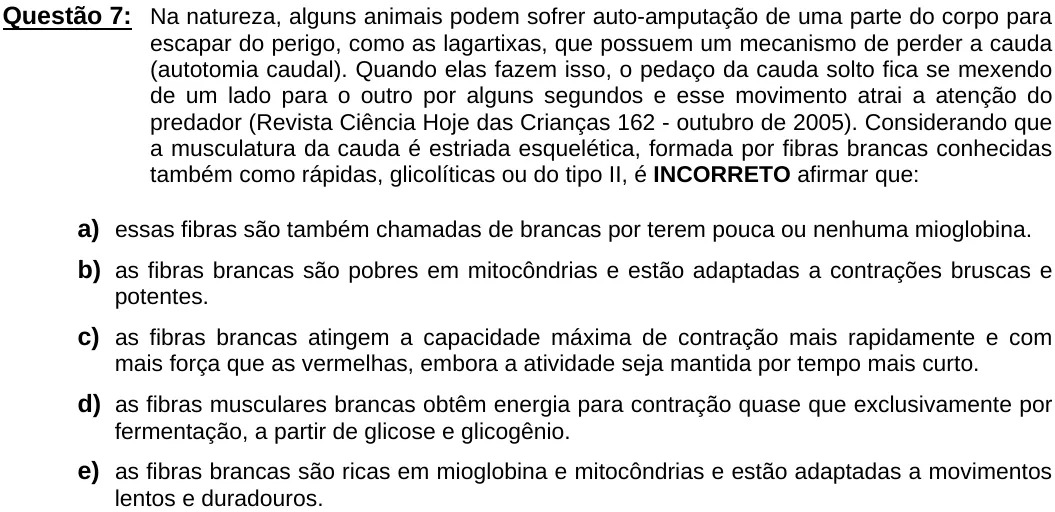 Questão 7: Na natureza, alguns animais podem sofrer auto-amputação de uma parte do corpo para
escapar do perigo, como as lagartixas, que possuem um mecanismo de perder a cauda
(autotomia caudal). Quando elas fazem isso, o pedaço da cauda solto fica se mexendo
de um lado para o outro por alguns segundos e esse movimento atrai a atenção do
predador (Revista Ciência Hoje das Crianças 162 - outubro de 2005). Considerando que
a musculatura da cauda é estriada esquelética, formada por fibras brancas conhecidas
também como rápidas, glicolíticas ou do tipo II, é INCORRETO afirmar que:
a) essas fibras são também chamadas de brancas por terem pouca ou nenhuma mioglobina.
b) as fibras brancas são pobres em mitocôndrias e estão adaptadas a contrações bruscas e
potentes.
c) as fibras brancas atingem a capacidade máxima de contração mais rapidamente e com
mais força que as vermelhas, embora a atividade seja mantida por tempo mais curto.
d) as fibras musculares brancas obtêm energia para contração quase que exclusivamente por
fermentação, a partir de glicose e glicogênio.
e) as fibras brancas são ricas em mioglobina e mitocôndrias e estão adaptadas a movimentos
lentos e duradouros.